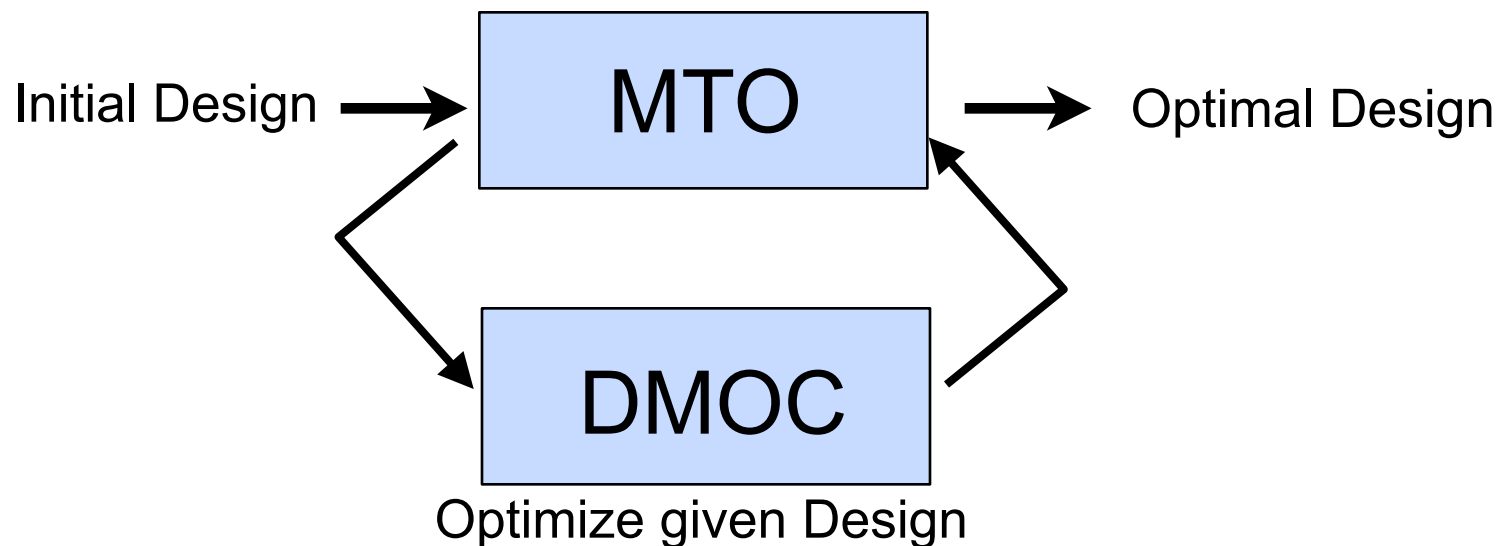 Initial Design
MTO
Optimal Design
DMOC
Optimize given Design